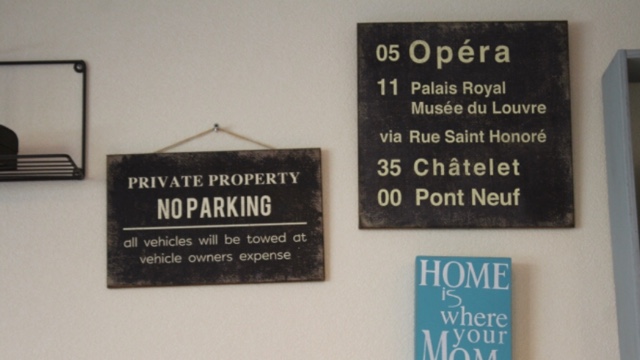 PRIVATE PROPERTY
NO PARKING
all vehicles will be towed at
vehicle owners expense
05 Opéra
11 Palais Royal
Musée du Louvre
via Rue Saint Honoré
35 Châtelet
00 Pont Neuf
HOME
is
where
your
MOM